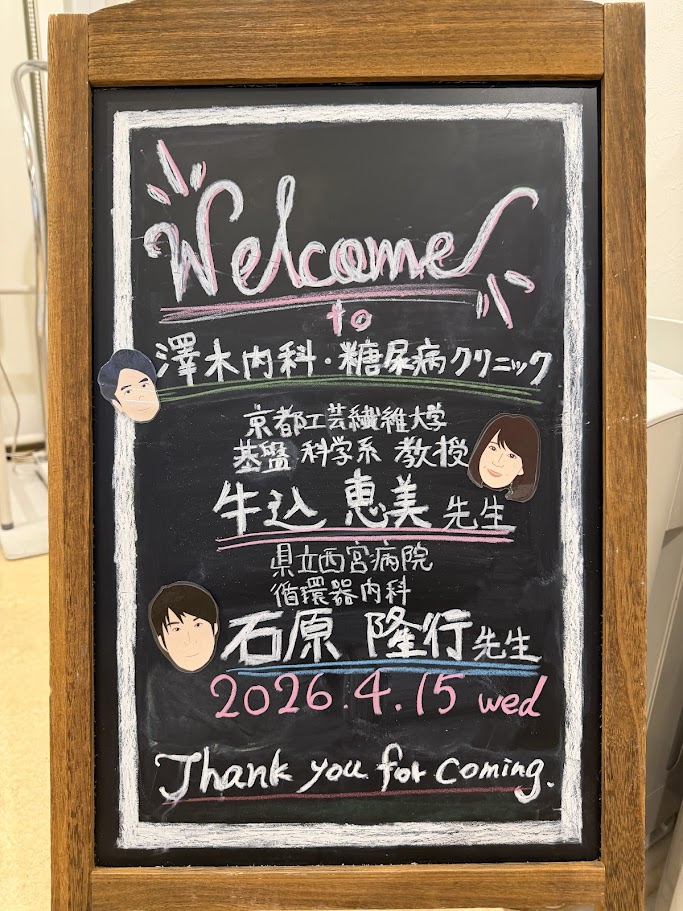 Welcome
to
澤木内科・糖尿病クリニック
京都工芸繊維大学
基盤科学系 教授
牛込 恵美 先生
県立西宮病院
循環器内科
石原 隆行 先生
2026.4.15 wed
Thank you for coming.